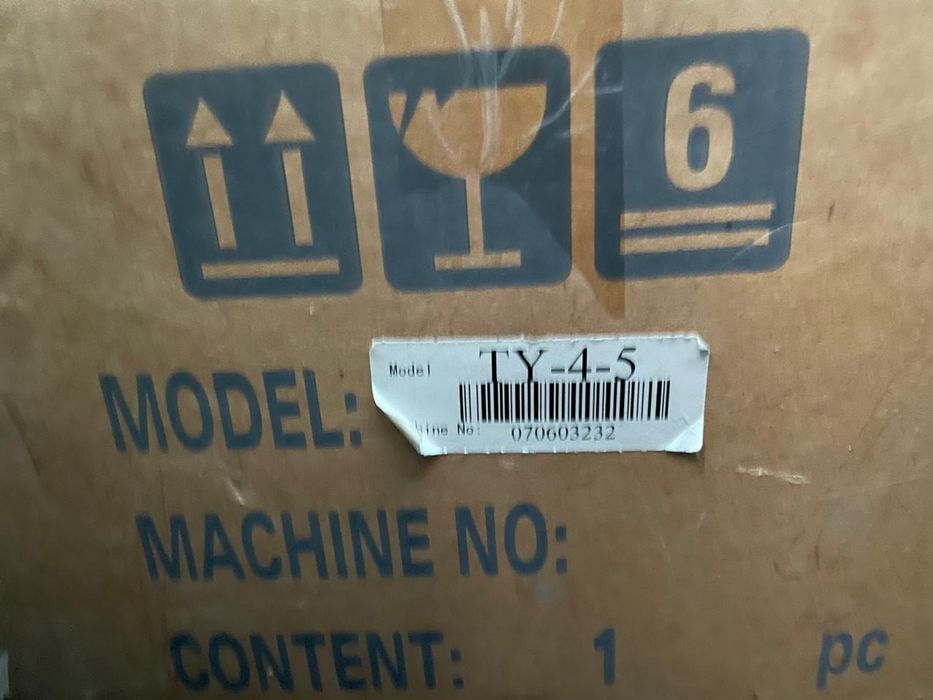 6
Model TY-4-5
MODEL:
hine No: 070603232
MACHINE NO:
CONTENT: 1 pc